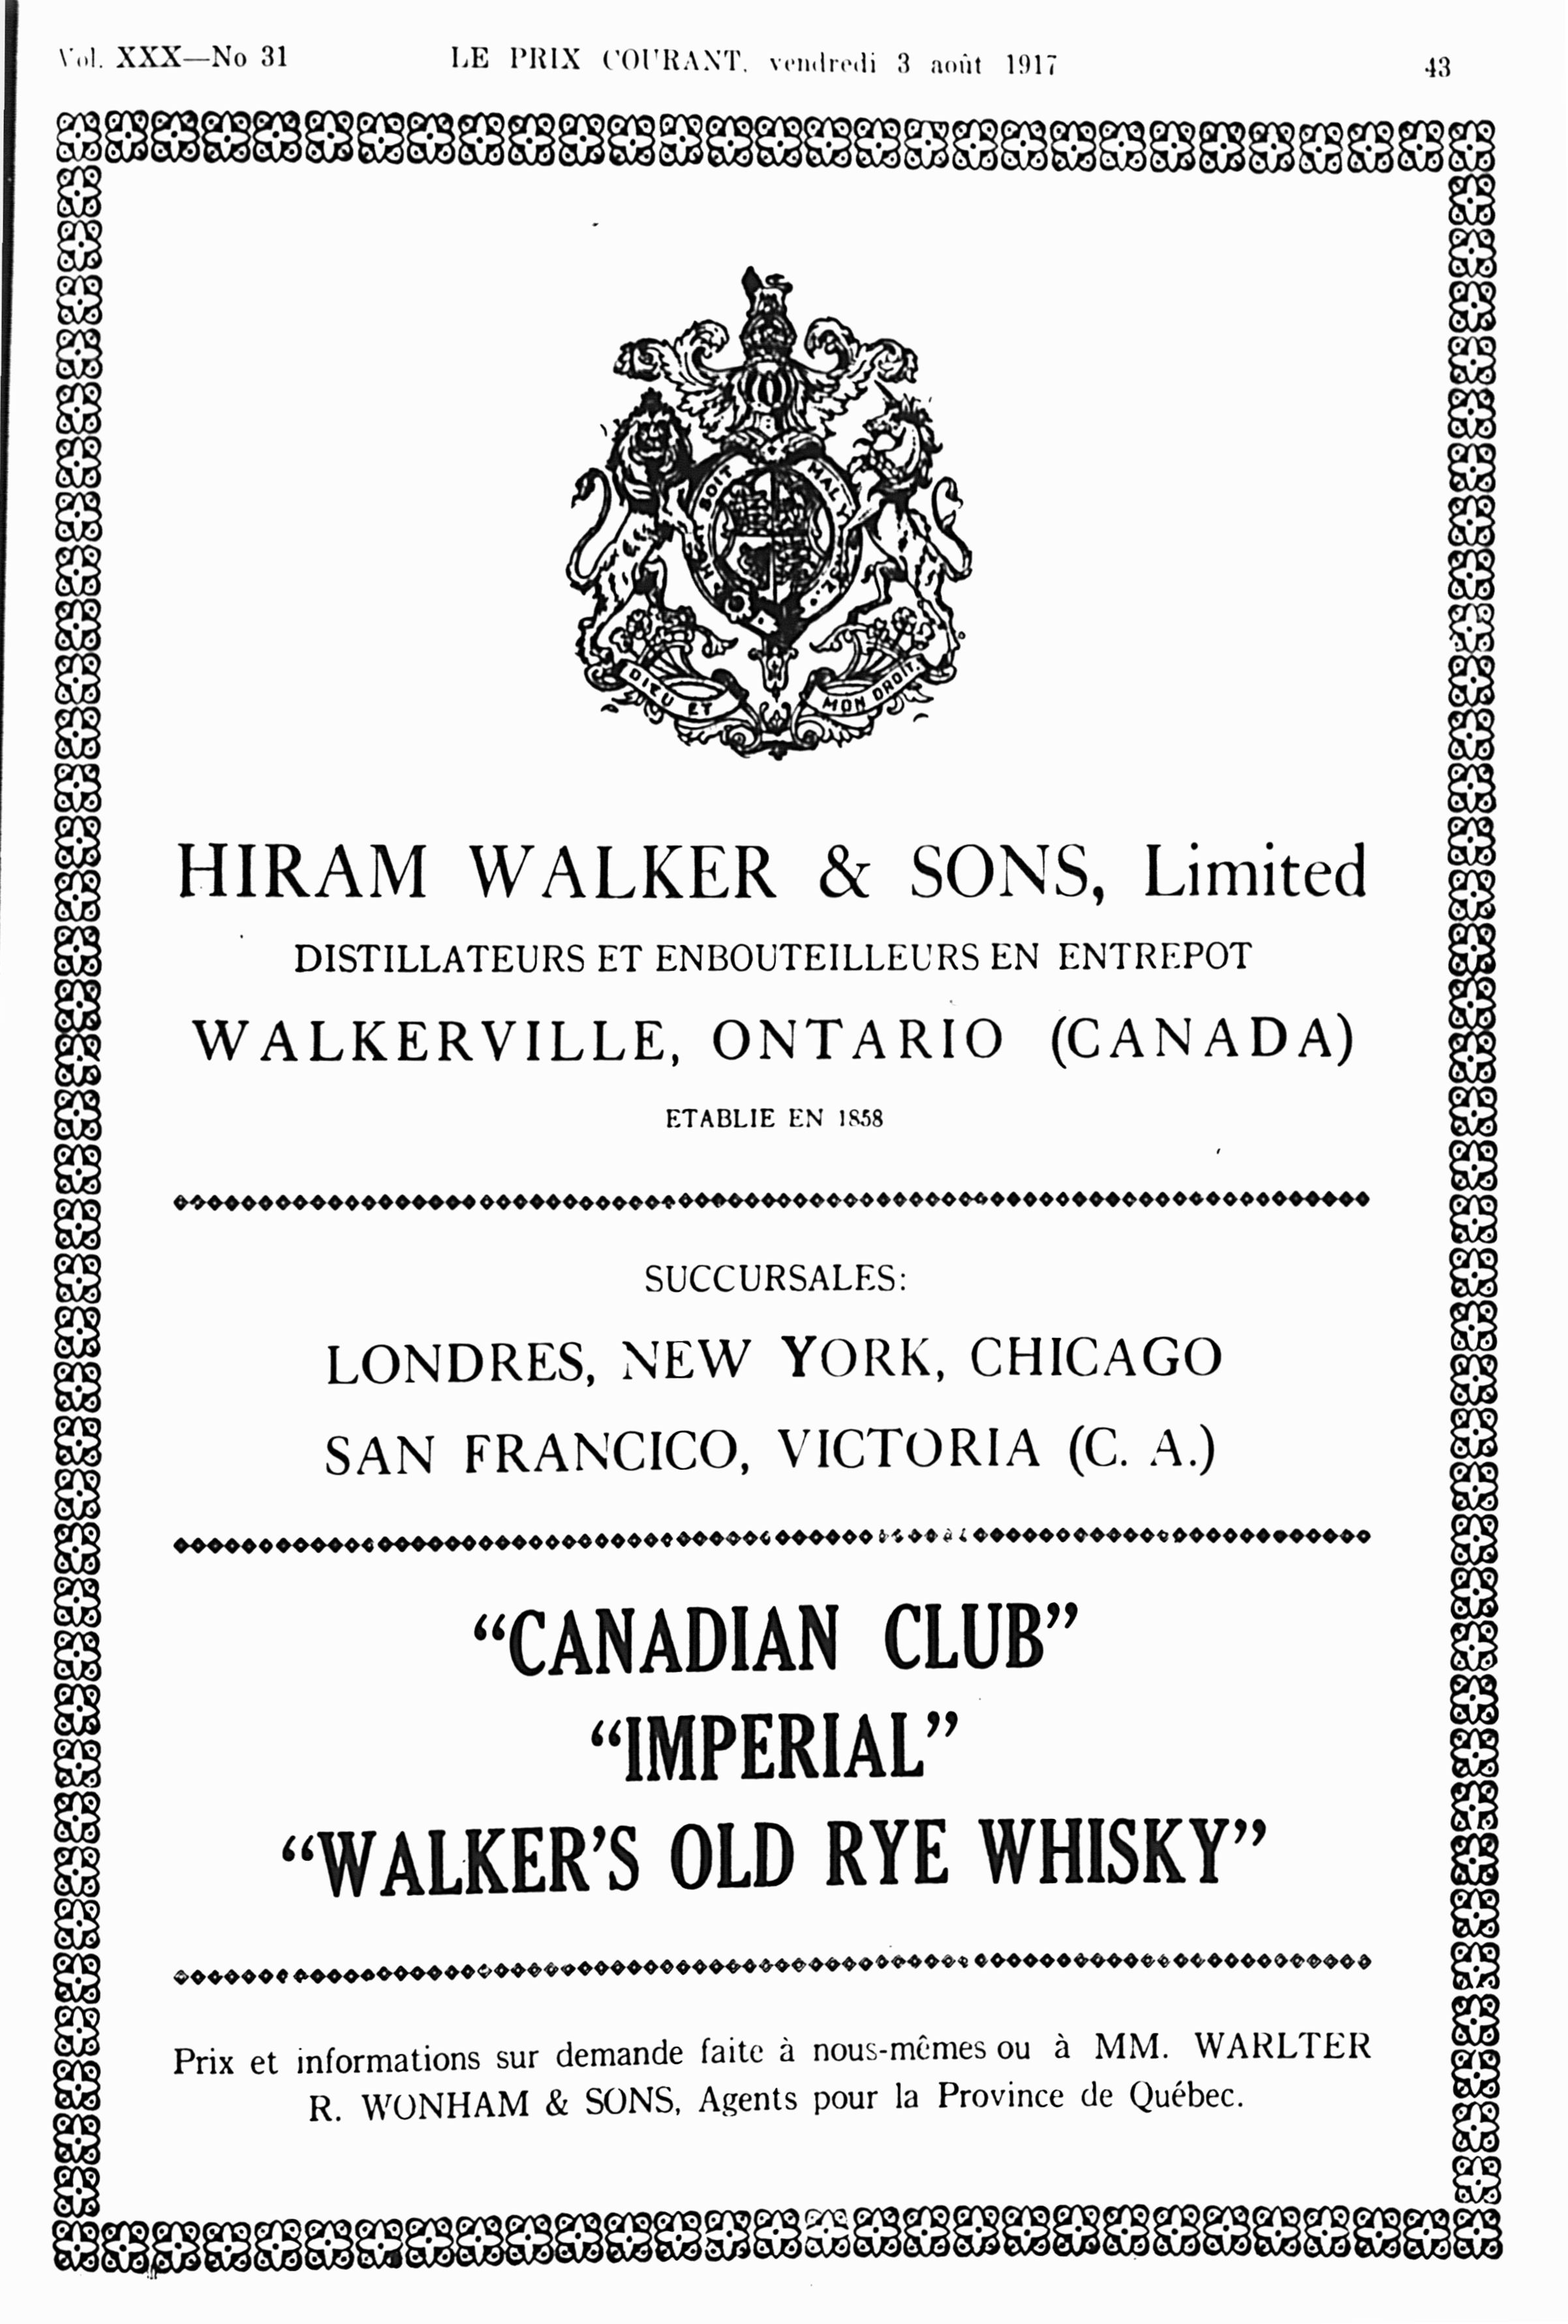 Vol. XXX—No 31 LE PRIX COURANT, vendredi 3 août 1917 43
SOIT MAL Y
DIEU ET MON DROIT
HIRAM WALKER & SONS, Limited
DISTILLATEURS ET ENBOUTEILLEURS EN ENTREPOT
WALKERVILLE, ONTARIO (CANADA)
ETABLIE EN 1858
SUCCURSALES:
LONDRES, NEW YORK, CHICAGO
SAN FRANCICO, VICTORIA (C. A.)
“CANADIAN CLUB”
“IMPERIAL”
“WALKER’S OLD RYE WHISKY”
Prix et informations sur demande faite à nous-mêmes ou à MM. WARLTER
R. WONHAM & SONS, Agents pour la Province de Québec.